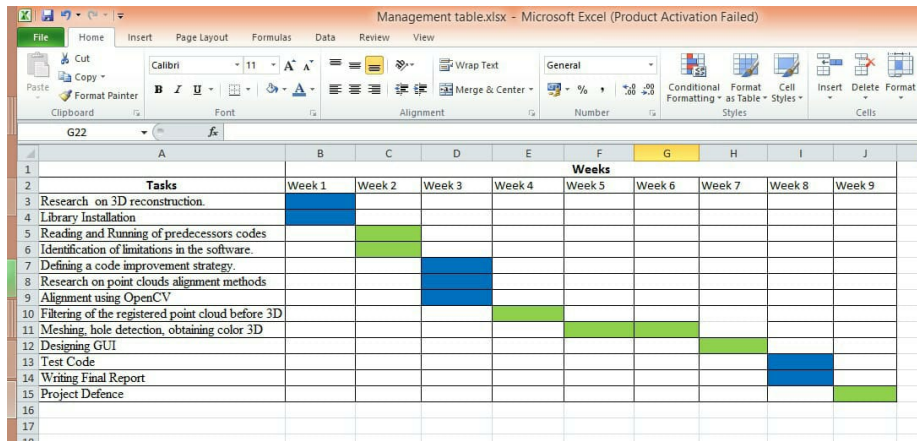 Management table.xlsx - Microsoft Excel (Product Activation Failed)
File Home Insert Page Layout Formulas Data Review View
Cut
Copy
Format Painter
Paste
Clipboard
Calibri 11 A A
B I U A
Font
Wrap Text
Merge & Center
Alignment
General
% ,
Number
Conditional Formatting
Format as Table
Cell Styles
Styles
Insert Delete Format
Cells
G22 fx
A B C D E F G H I J
1 Weeks
2 Tasks Week 1 Week 2 Week 3 Week 4 Week 5 Week 6 Week 7 Week 8 Week 9
3 Research on 3D reconstruction.
4 Library Installation
5 Reading and Running of predecessors codes
6 Identification of limitations in the software.
7 Defining a code improvement strategy.
8 Research on point clouds alignment methods
9 Alignment using OpenCV
10 Filtering of the registered point cloud before 3D
11 Meshing, hole detection, obtaining color 3D
12 Designing GUI
13 Test Code
14 Writing Final Report
15 Project Defence
16
17